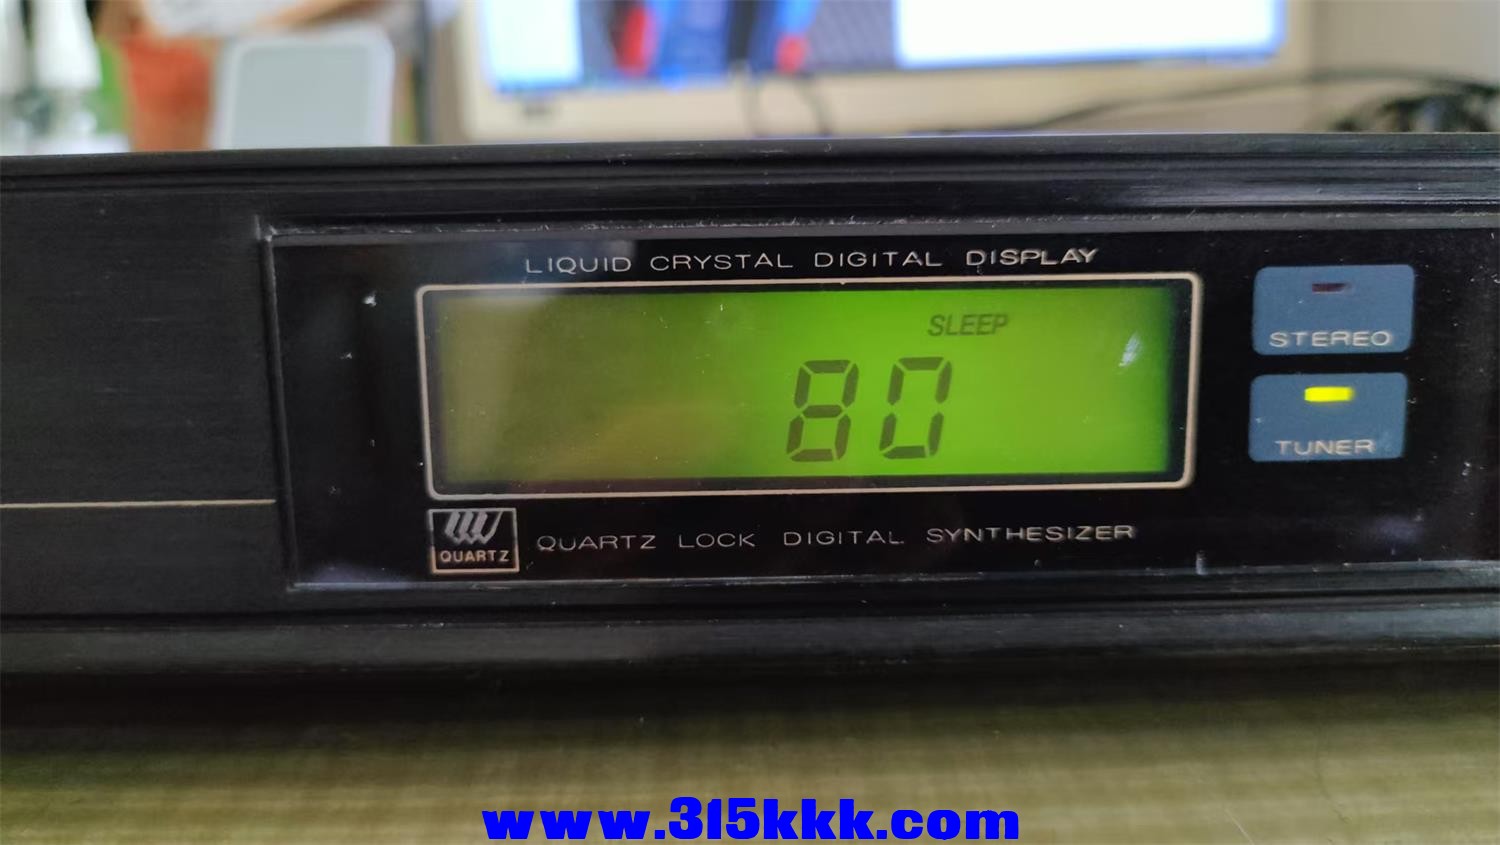 LIQUID CRYSTAL DIGITAL DISPLAY
SLEEP
80
STEREO
TUNER
QUARTZ
QUARTZ LOCK DIGITAL SYNTHESIZER
www.315kkk.com